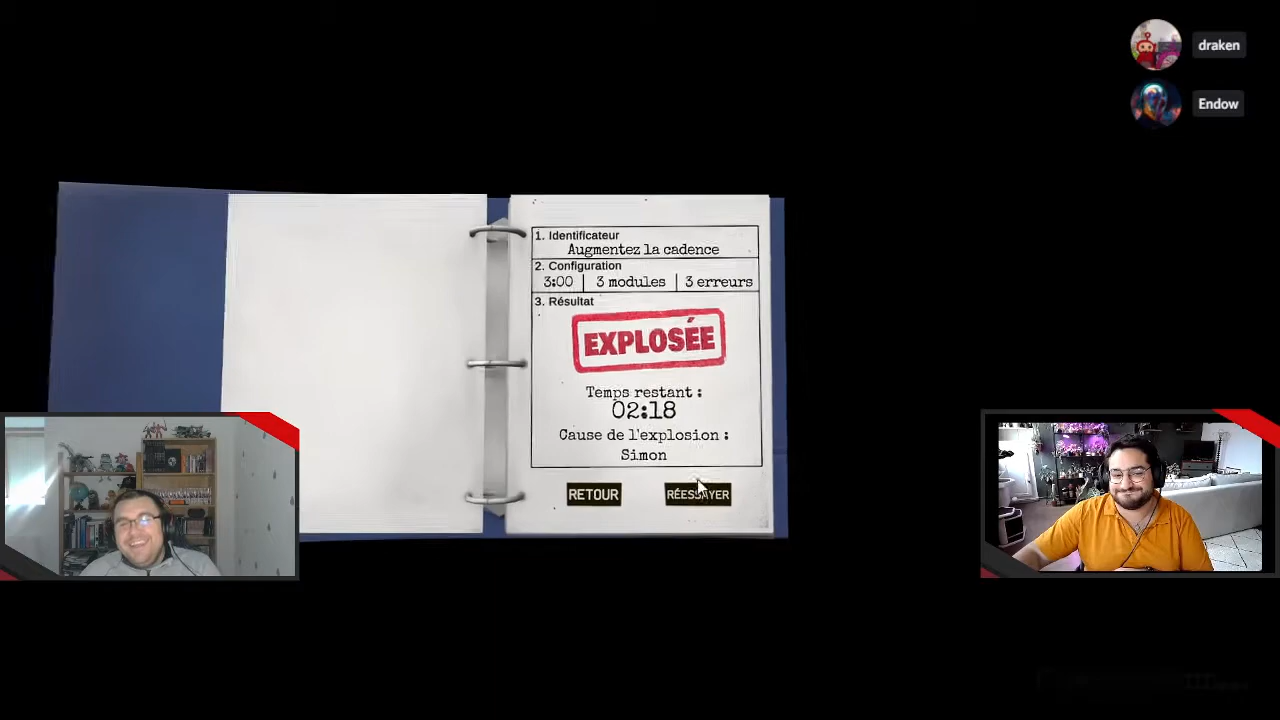 draken
Endow
1. Identificateur
Augmentez la cadence
2. Configuration
3:00 3 modules 3 erreurs
3. Résultat
EXPLOSÉE
Temps restant :
02:18
Cause de l'explosion :
Simon
RETOUR RÉESSAYER